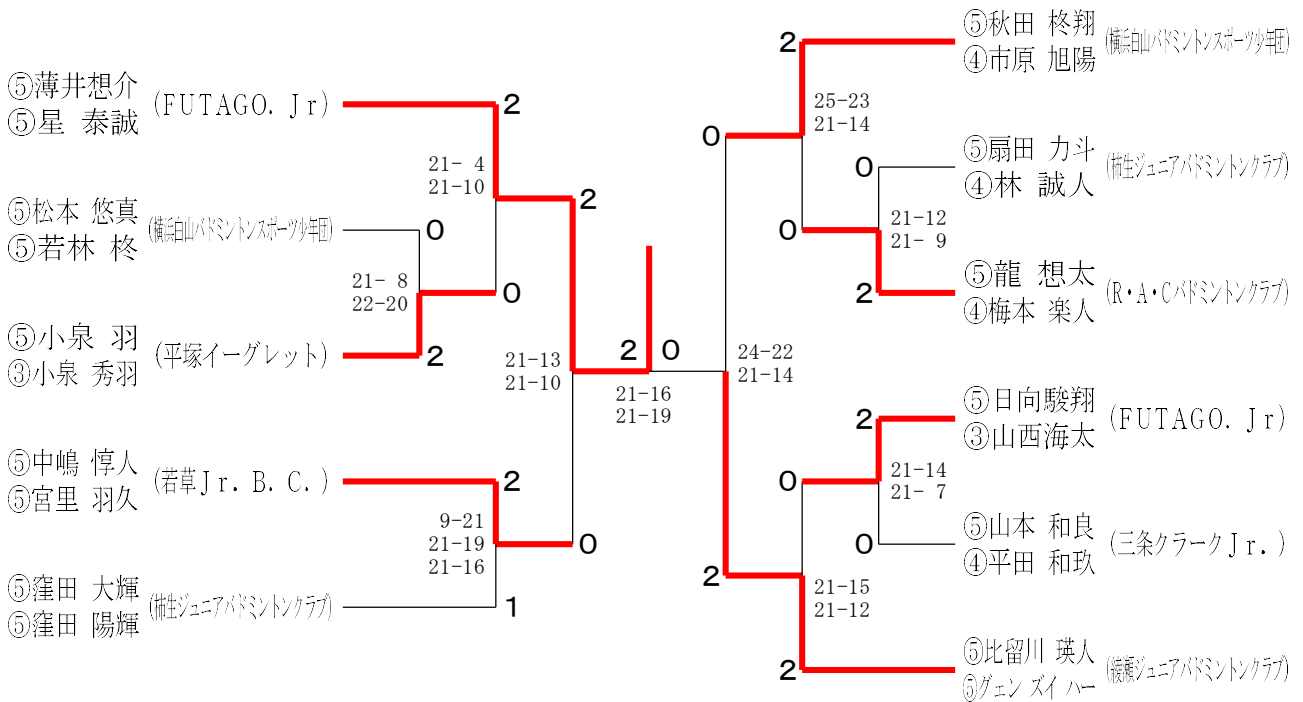 ⑤薄井想介
⑤星 泰誠
(FUTAGO. Jr)
2
21- 4
21-10
2
⑤松本 悠真
⑤若林 柊
(横浜白山バドミントンスポーツ少年団)
0
21- 8
22-20
0
⑤小泉 羽
③小泉 秀羽
(平塚イーグレット)
2
21-13
21-10
⑤中嶋 惇人
⑤宮里 羽久
(若草Jr. B. C. )
2
9-21
21-19
21-16
0
⑤窪田 大輝
⑤窪田 陽輝
(柿生ジュニアバドミントンクラブ)
1
2 0
21-16
21-19
2
⑤秋田 柊翔
④市原 旭陽
(横浜白山バドミントンスポーツ少年団)
0
25-23
21-14
0
⑤扇田 力斗
④林 誠人
(柿生ジュニアバドミントンクラブ)
0
21-12
21- 9
2
⑤龍 想太
④梅本 楽人
(R・A・Cバドミントンクラブ)
24-22
21-14
2
⑤日向駿翔
③山西海太
(FUTAGO. Jr)
0
21-14
21- 7
0
⑤山本 和良
④平田 和玖
(三条クラークJr. )
2
21-15
21-12
2
⑤比留川 瑛人
⑤グェン ズイ ハー
(綾瀬ジュニアバドミントンクラブ)